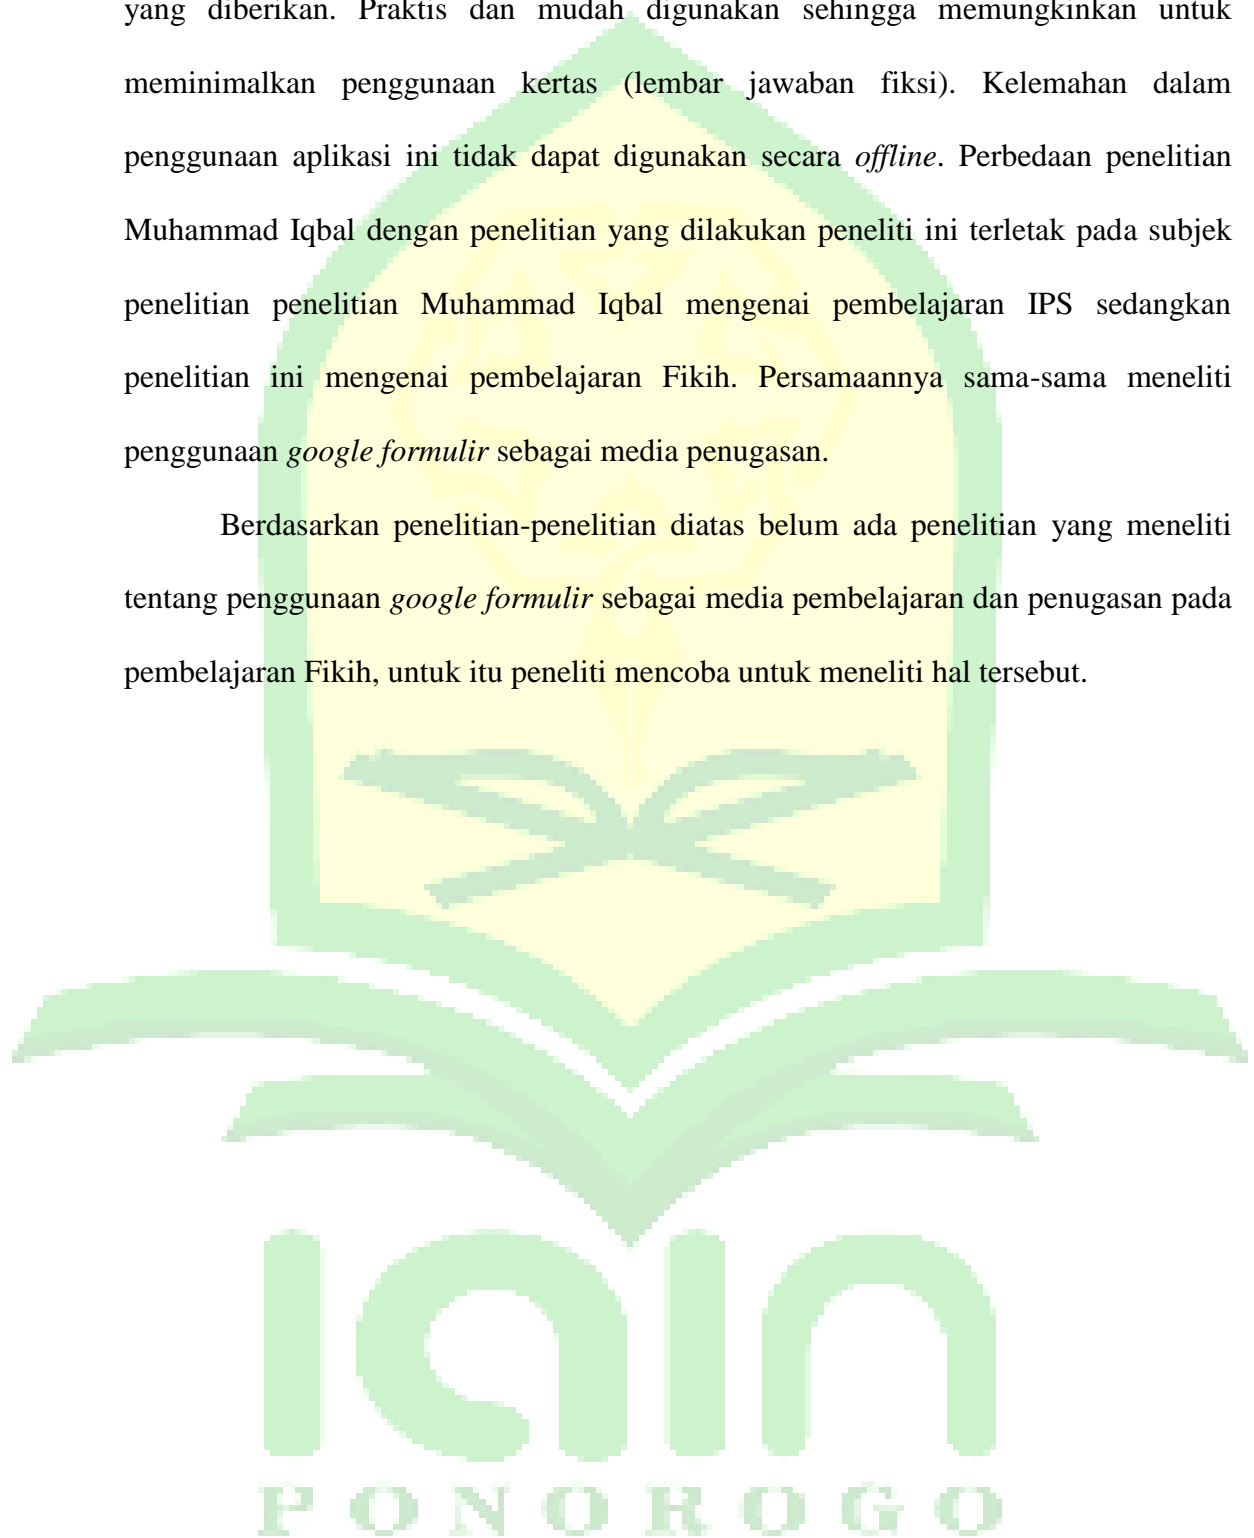 yang diberikan. Praktis dan mudah digunakan sehingga memungkinkan untuk
meminimalkan penggunaan kertas (lembar jawaban fiksi). Kelemahan dalam
penggunaan aplikasi ini tidak dapat digunakan secara offline. Perbedaan penelitian
Muhammad Iqbal dengan penelitian yang dilakukan peneliti ini terletak pada subjek
penelitian penelitian Muhammad Iqbal mengenai pembelajaran IPS sedangkan
penelitian ini mengenai pembelajaran Fikih. Persamaannya sama-sama meneliti
penggunaan google formulir sebagai media penugasan.
Berdasarkan penelitian-penelitian diatas belum ada penelitian yang meneliti
tentang penggunaan google formulir sebagai media pembelajaran dan penugasan pada
pembelajaran Fikih, untuk itu peneliti mencoba untuk meneliti hal tersebut.
iain
PONOROGO